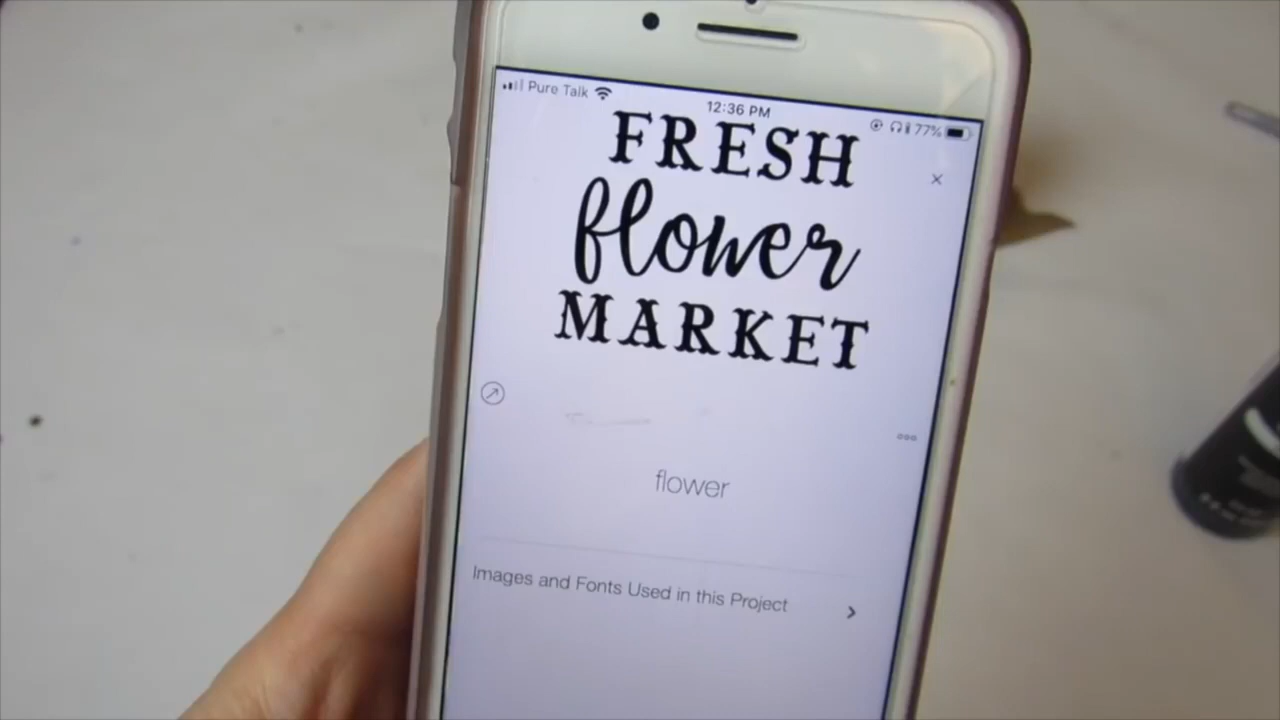 Pure Talk
12:36 PM
77%
FRESH
flower
MARKET
flower
Images and Fonts Used in this Project